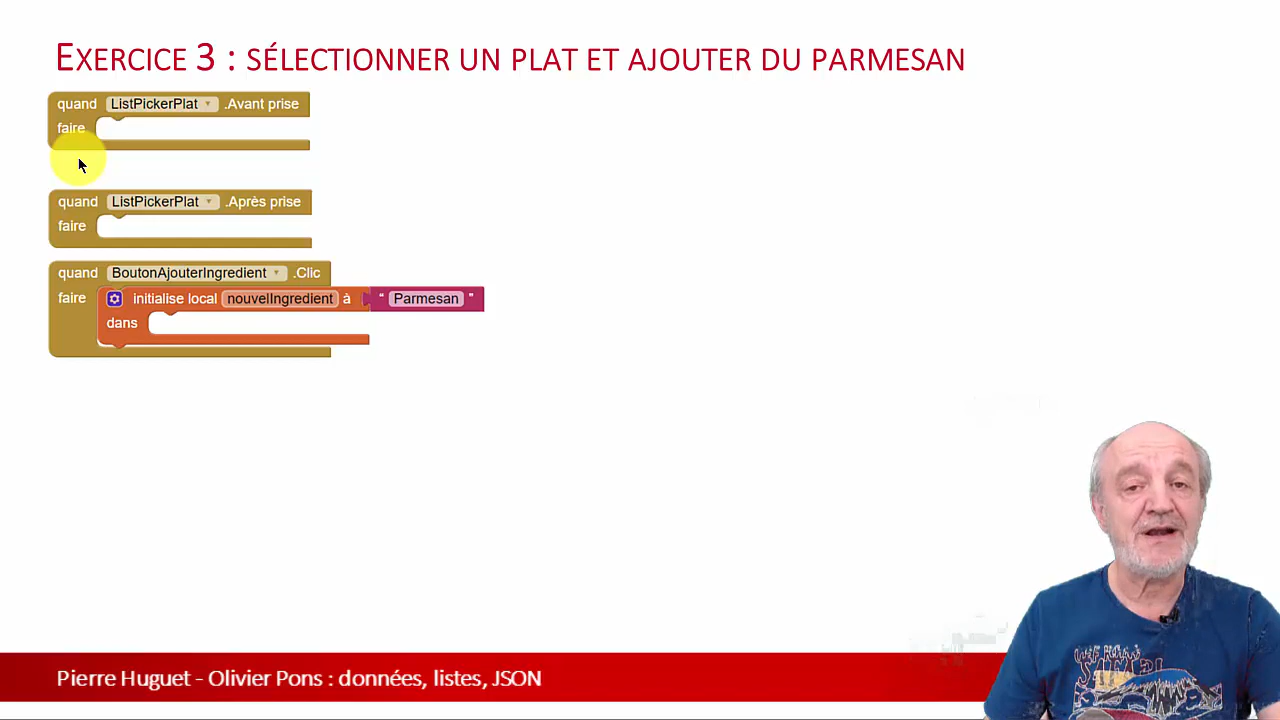 EXERCICE 3 : SÉLECTIONNER UN PLAT ET AJOUTER DU PARMESAN
quand ListPickerPlat .Avant prise
faire
quand ListPickerPlat .Après prise
faire
quand BoutonAjouterIngredient .Clic
faire initialise local nouvelIngredient à “ Parmesan ”
dans
Pierre Huguet - Olivier Pons : données, listes, JSON